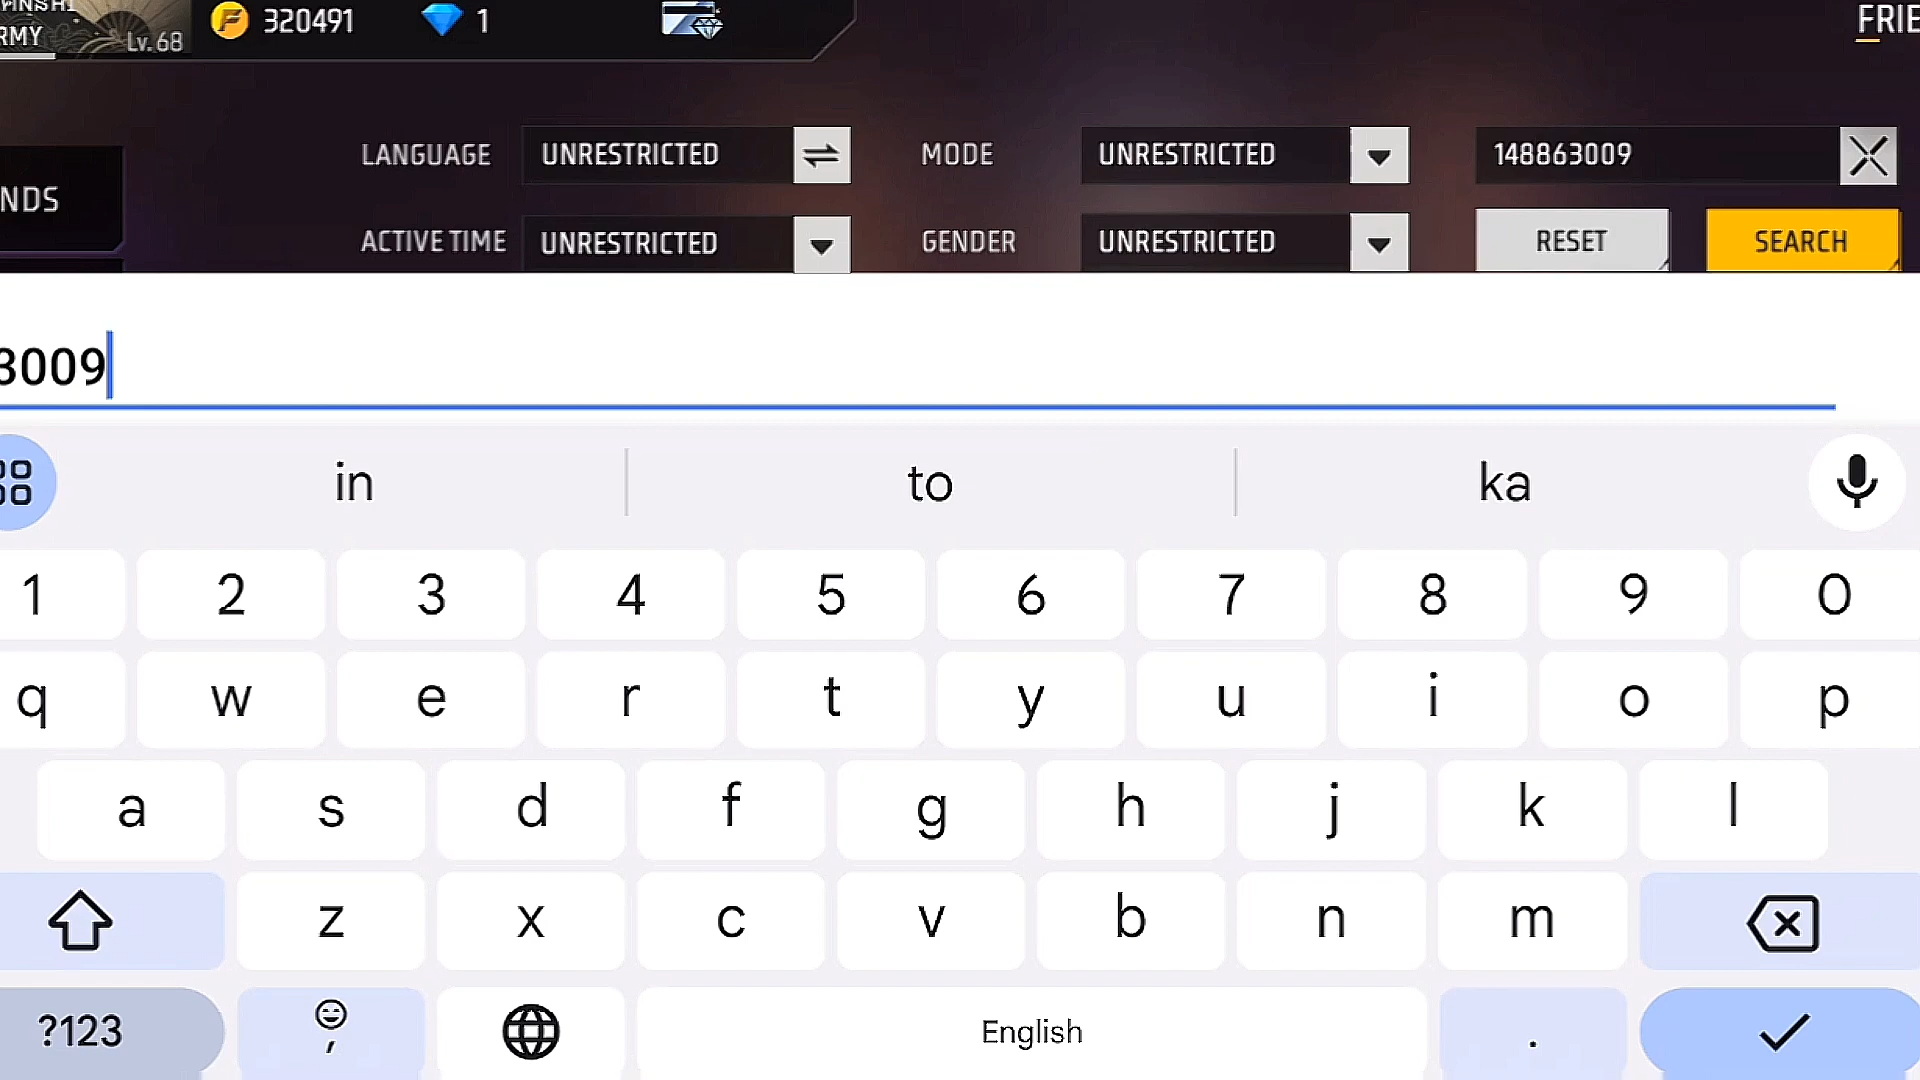 RMY
Lv. 68
320491
1
FRIE
LANGUAGE
UNRESTRICTED
MODE
UNRESTRICTED
148863009
NDS
ACTIVE TIME
UNRESTRICTED
GENDER
UNRESTRICTED
RESET
SEARCH
3009
in
to
ka
1 2 3 4 5 6 7 8 9 0
q w e r t y u i o p
a s d f g h j k l
z x c v b n m
?123
,
English
.